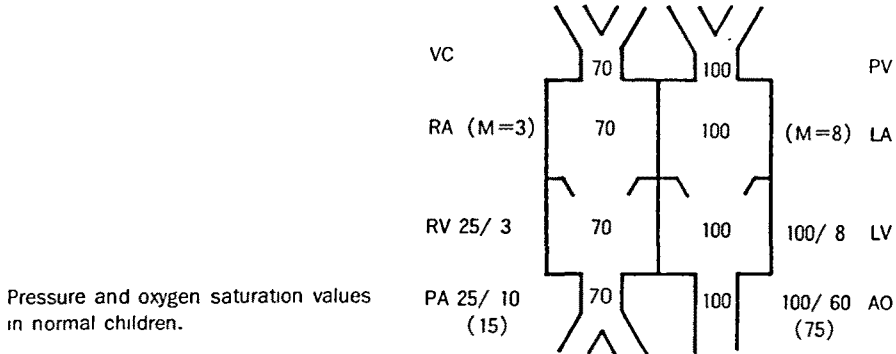 VC 70 100 PV
RA (M=3) 70 100 (M=8) LA
RV 25/ 3 70 100 100/ 8 LV
PA 25/ 10 70 100 100/ 60 AO
(15) (75)
Pressure and oxygen saturation values
in normal children.